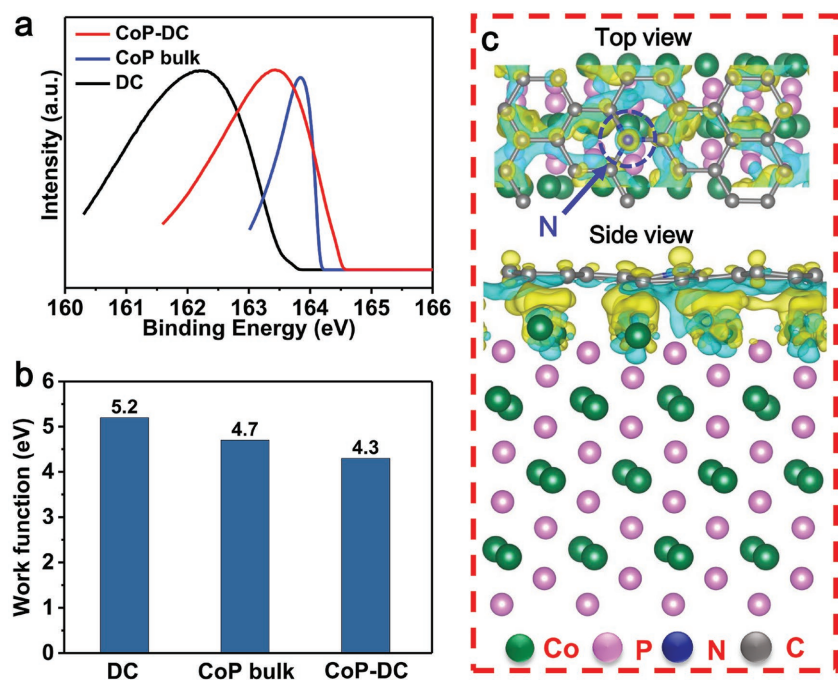 a
CoP-DC
CoP bulk
DC
Intensity (a.u.)
160 161 162 163 164 165 166
Binding Energy (eV)
b
6
5
4
3
2
1
0
Work function (eV)
5.2
4.7
4.3
DC CoP bulk CoP-DC
c
Top view
N
Side view
Co P N C